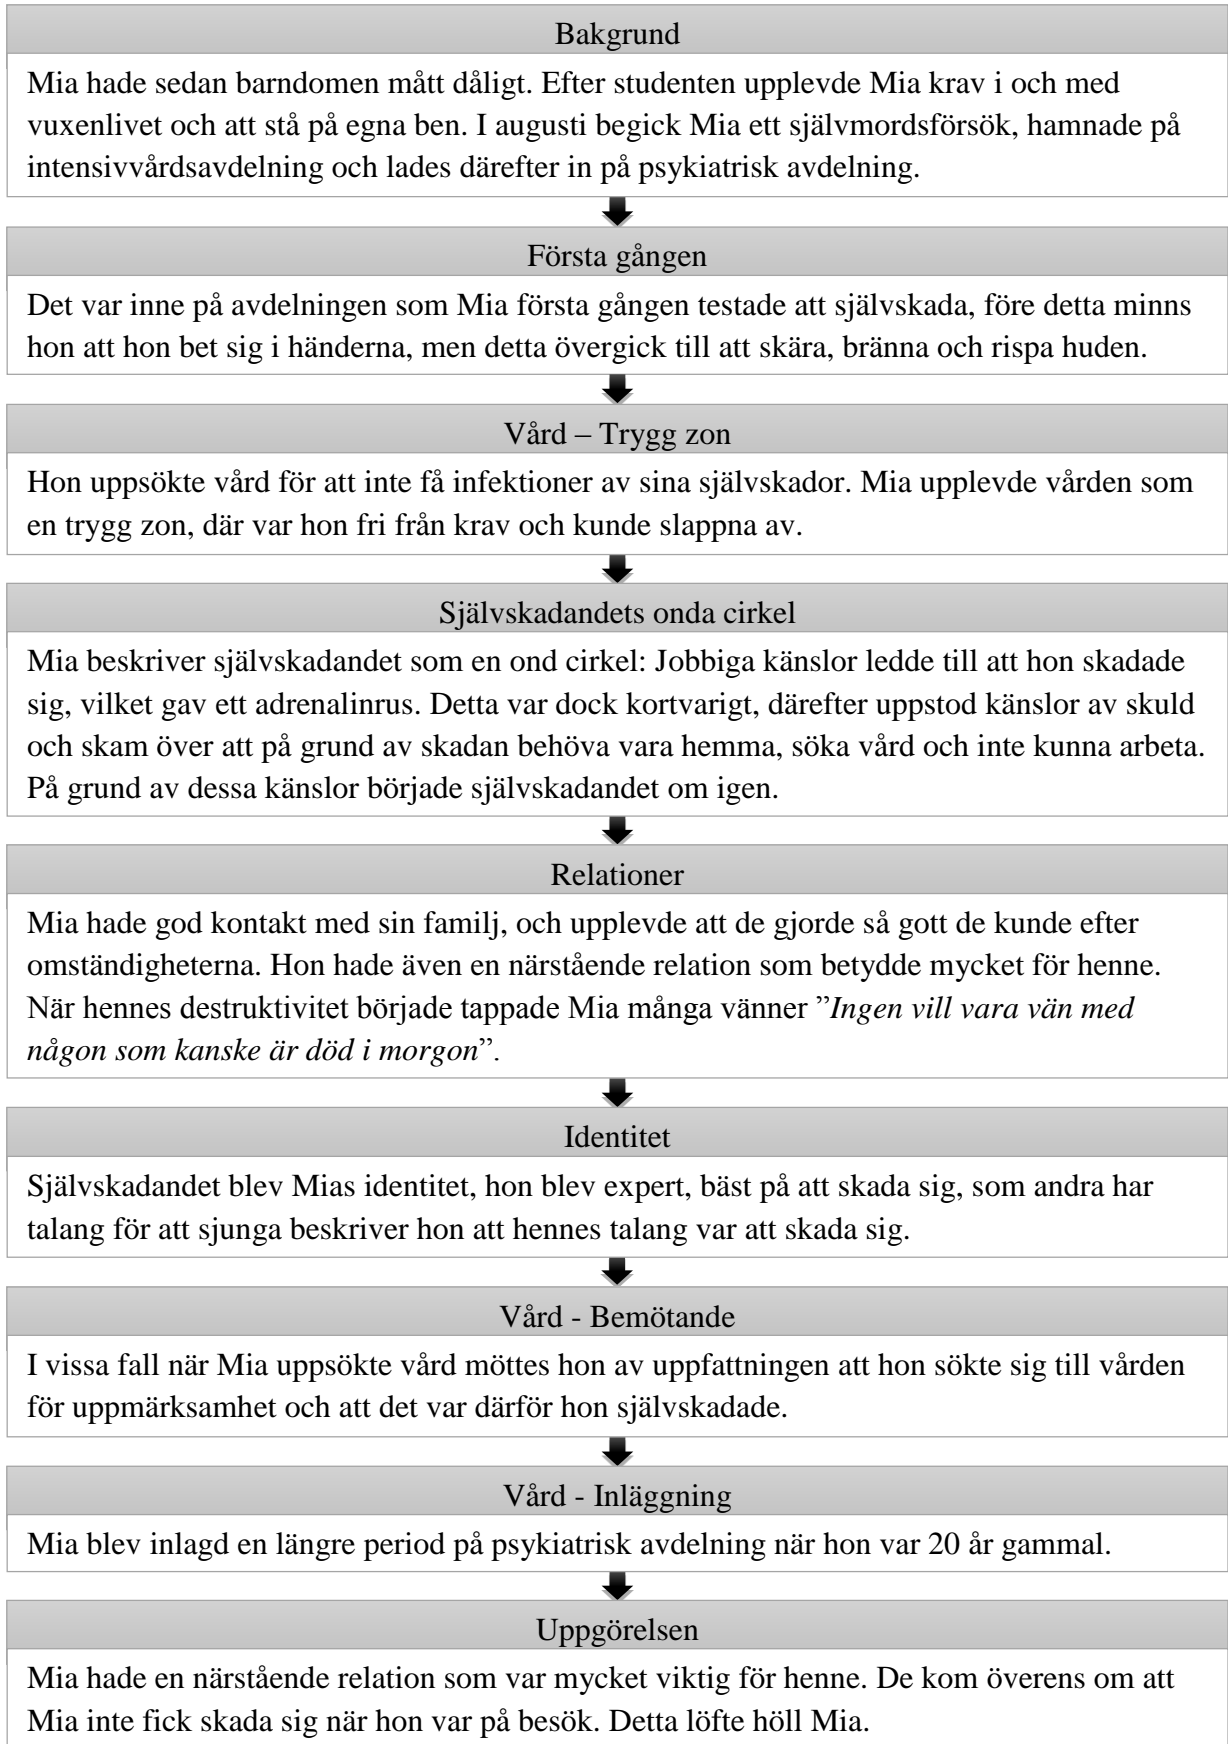 Bakgrund
Mia hade sedan barndomen mått dåligt. Efter studenten upplevde Mia krav i och med
vuxenlivet och att stå på egna ben. I augusti begick Mia ett självmordsförsök, hamnade på
intensivvårdsavdelning och lades därefter in på psykiatrisk avdelning.
Första gången
Det var inne på avdelningen som Mia första gången testade att självskada, före detta minns
hon att hon bet sig i händerna, men detta övergick till att skära, bränna och rispa huden.
Vård – Trygg zon
Hon uppsökte vård för att inte få infektioner av sina självskador. Mia upplevde vården som
en trygg zon, där var hon fri från krav och kunde slappna av.
Självskadandets onda cirkel
Mia beskriver självskadandet som en ond cirkel: Jobbiga känslor ledde till att hon skadade
sig, vilket gav ett adrenalinrus. Detta var dock kortvarigt, därefter uppstod känslor av skuld
och skam över att på grund av skadan behöva vara hemma, söka vård och inte kunna arbeta.
På grund av dessa känslor började självskadandet om igen.
Relationer
Mia hade god kontakt med sin familj, och upplevde att de gjorde så gott de kunde efter
omständigheterna. Hon hade även en närstående relation som betydde mycket för henne.
När hennes destruktivitet började tappade Mia många vänner ”Ingen vill vara vän med
någon som kanske är död i morgon”.
Identitet
Självskadandet blev Mias identitet, hon blev expert, bäst på att skada sig, som andra har
talang för att sjunga beskriver hon att hennes talang var att skada sig.
Vård - Bemötande
I vissa fall när Mia uppsökte vård möttes hon av uppfattningen att hon sökte sig till vården
för uppmärksamhet och att det var därför hon självskadade.
Vård - Inläggning
Mia blev inlagd en längre period på psykiatrisk avdelning när hon var 20 år gammal.
Uppgörelsen
Mia hade en närstående relation som var mycket viktig för henne. De kom överens om att
Mia inte fick skada sig när hon var på besök. Detta löfte höll Mia.